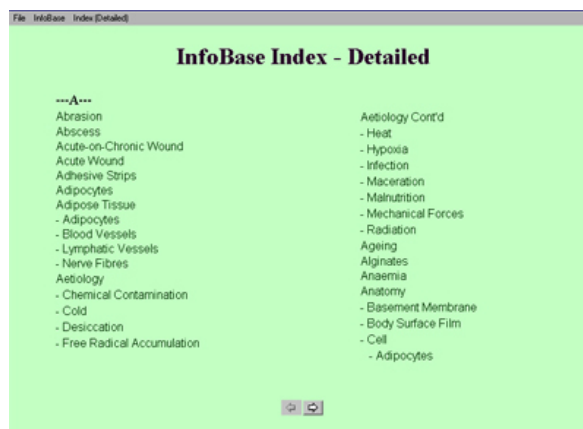 File InfoBase Index (Detailed)
InfoBase Index - Detailed
---A---
Abrasion
Abscess
Acute-on-Chronic Wound
Acute Wound
Adhesive Strips
Adipocytes
Adipose Tissue
- Adipocytes
- Blood Vessels
- Lymphatic Vessels
- Nerve Fibres
Aetiology
- Chemical Contamination
- Cold
- Desiccation
- Free Radical Accumulation
Aetiology Cont'd
- Heat
- Hypoxia
- Infection
- Maceration
- Malnutrition
- Mechanical Forces
- Radiation
Ageing
Alginates
Anaemia
Anatomy
- Basement Membrane
- Body Surface Film
- Cell
- Adipocytes